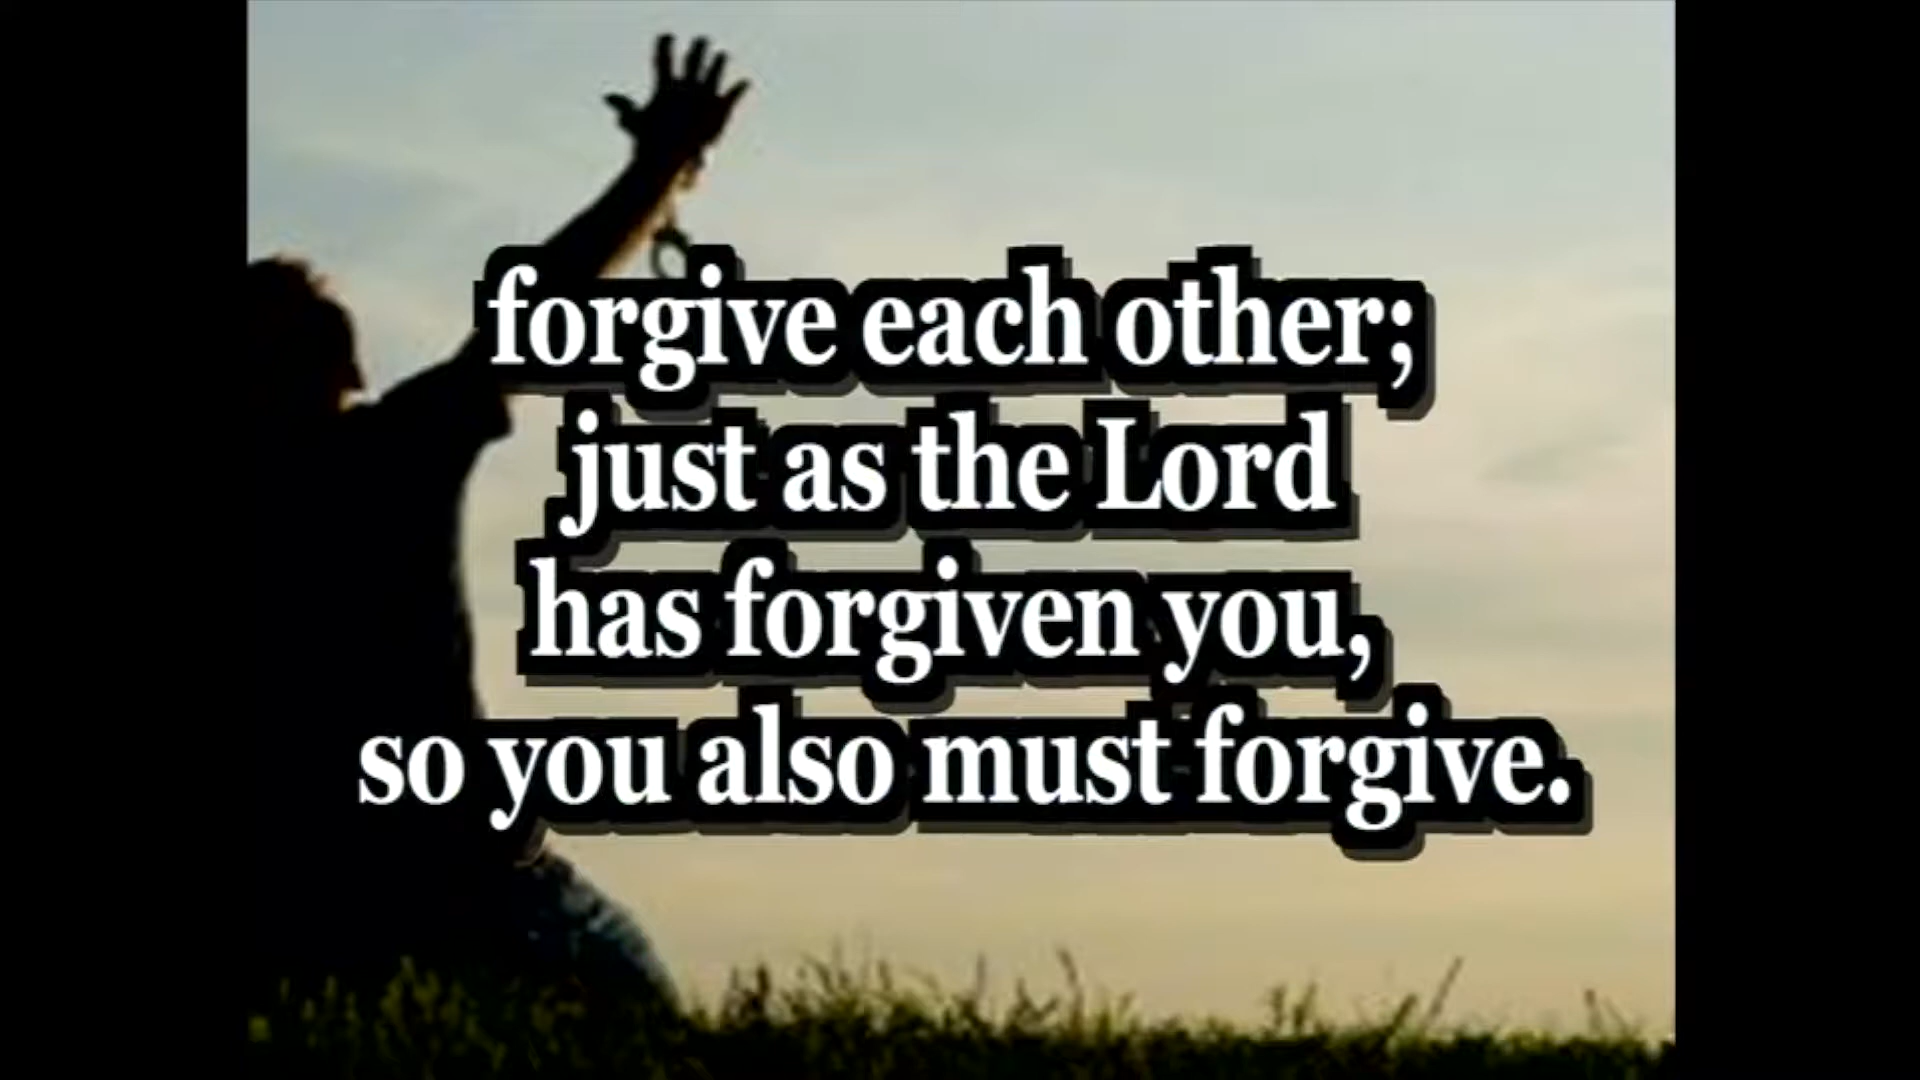 forgive each other;
just as the Lord
has forgiven you,
so you also must forgive.